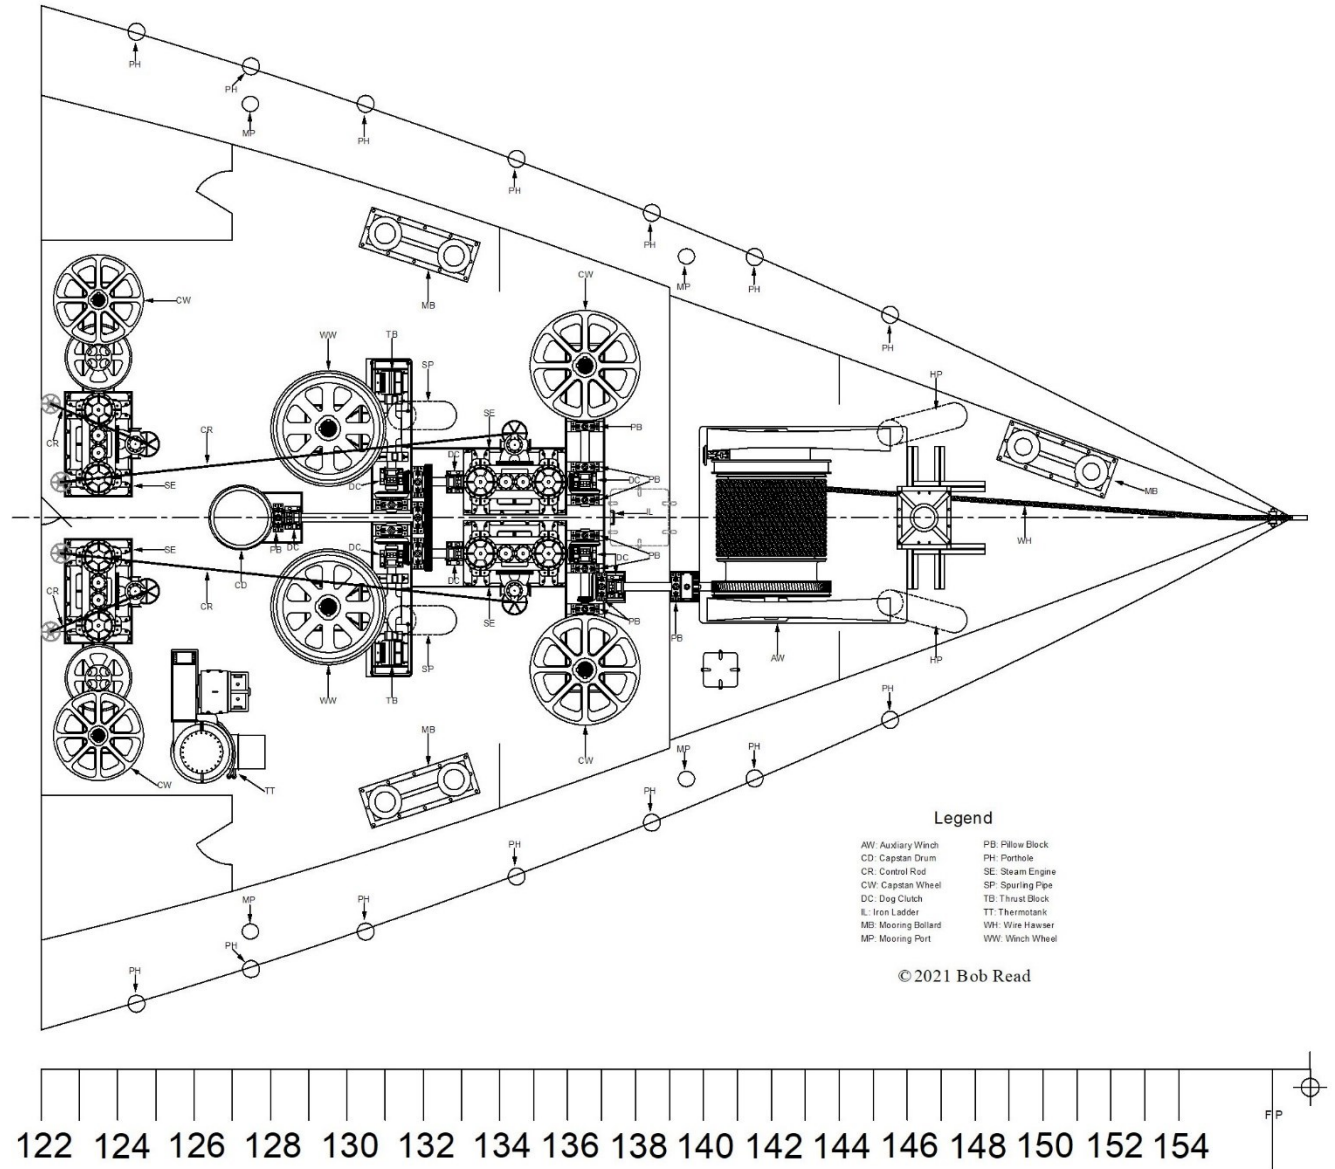 PH
PH
MP
PH
PH
PH
MP
PH
PH
CW
CW
MB
WW
TB
SP
HP
SE
CR
CR
PB
DC
DC
DC
PB
SE
MB
IL
WH
PB
DC
CD
SE
DC
DC
DC
PB
CR
CR
SE
PB
PB
AW
HP
SP
WW
TB
PH
MB
CW
MP
PH
CW
TT
PH
PH
MP
PH
PH
PH
Legend
AW: Auxliary Winch
CD: Capstan Drum
CR: Control Rod
CW: Capstan Wheel
DC: Dog Clutch
IL: Iron Ladder
MB: Mooring Bollard
MP: Mooring Port
PB: Pillow Block
PH: Porthole
SE: Steam Engine
SP: Spurling Pipe
TB: Thrust Block
TT: Thermotank
WH: Wire Hawser
WW: Winch Wheel
© 2021 Bob Read
FP
122 124 126 128 130 132 134 136 138 140 142 144 146 148 150 152 154